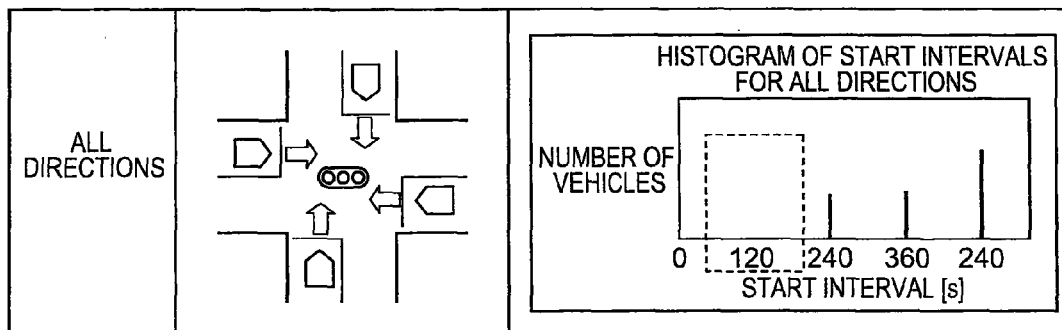 ALL
DIRECTIONS
HISTOGRAM OF START INTERVALS
FOR ALL DIRECTIONS
NUMBER OF
VEHICLES
0 120 240 360 240
START INTERVAL [s]